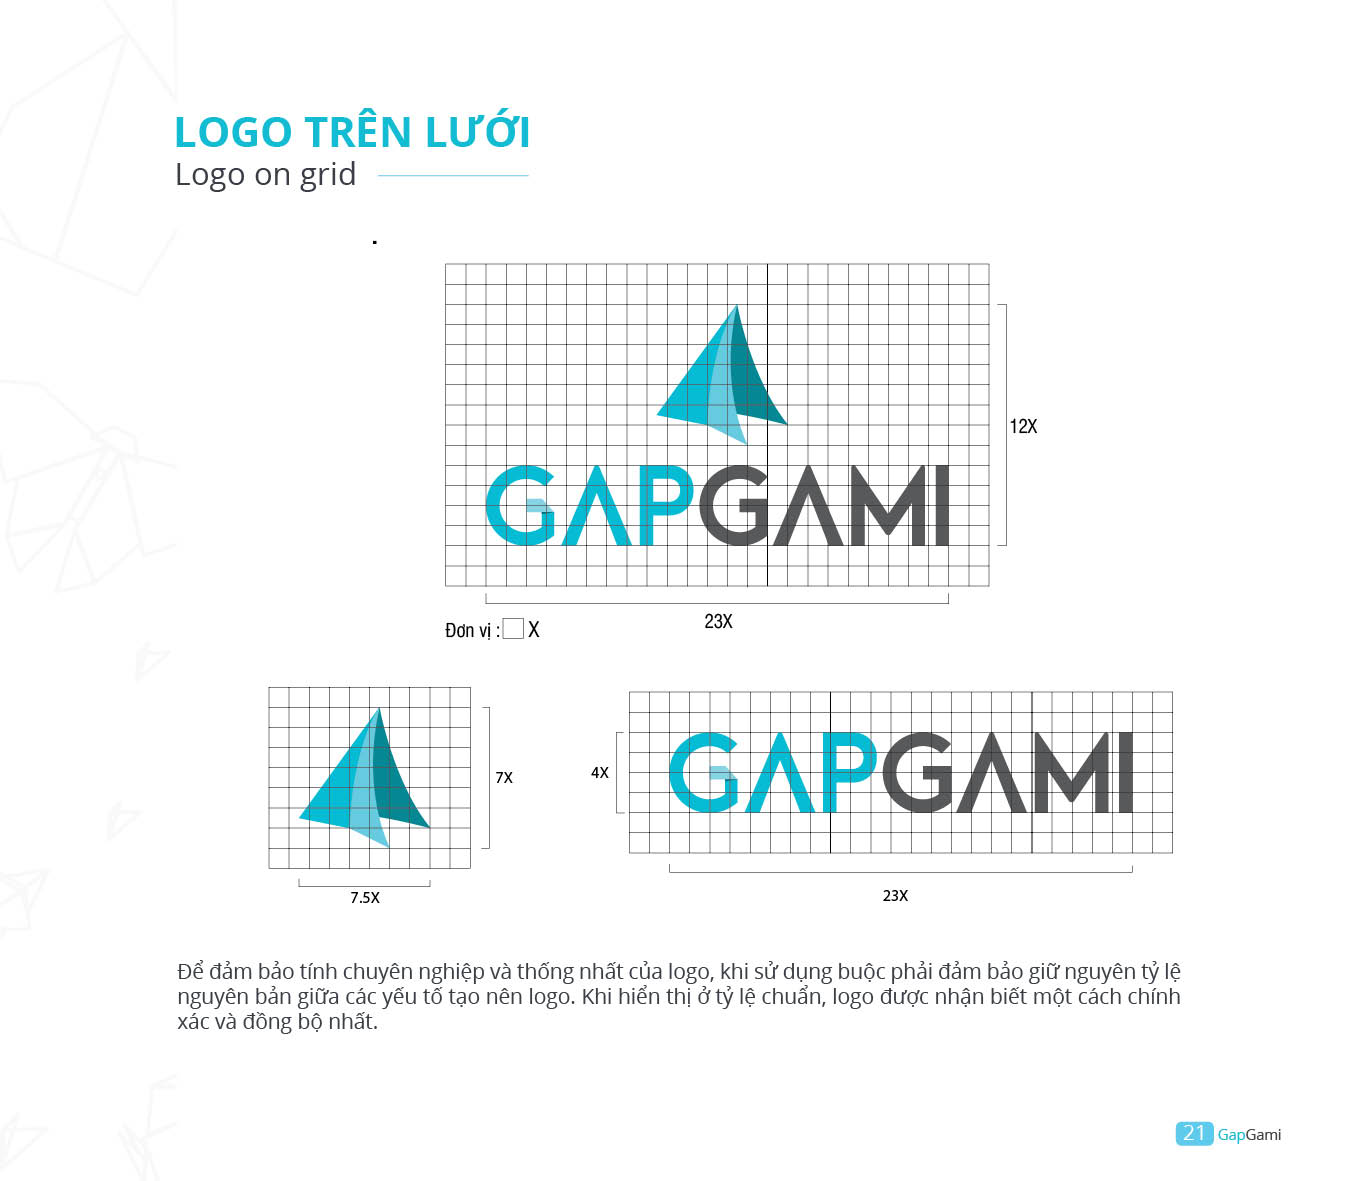 LOGO TRÊN LƯỚI
Logo on grid
12X
GAPGAMI
23X
Đơn vị : X
7X
7.5X
4X
GAPGAMI
23X
Để đảm bảo tính chuyên nghiệp và thống nhất của logo, khi sử dụng buộc phải đảm bảo giữ nguyên tỷ lệ
nguyên bản giữa các yếu tố tạo nên logo. Khi hiển thị ở tỷ lệ chuẩn, logo được nhận biết một cách chính
xác và đồng bộ nhất.
21 GapGami